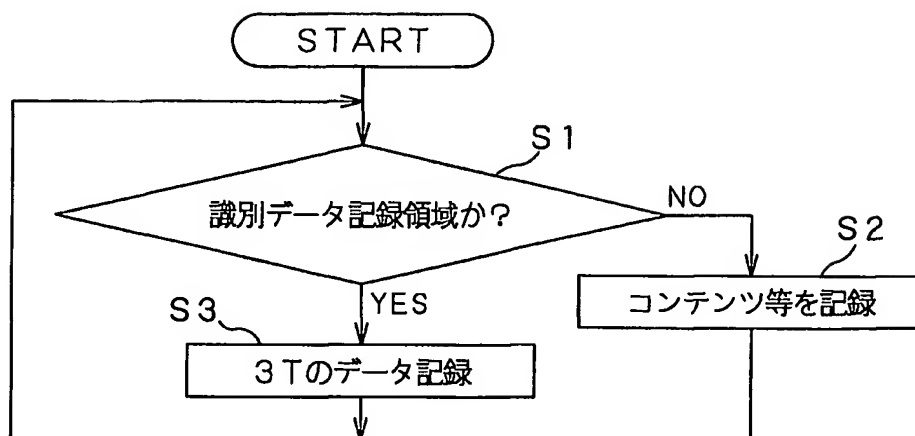 START
S1
識別データ記録領域か?
NO
S2
コンテンツ等を記録
YES
S3
3Tのデータ記録